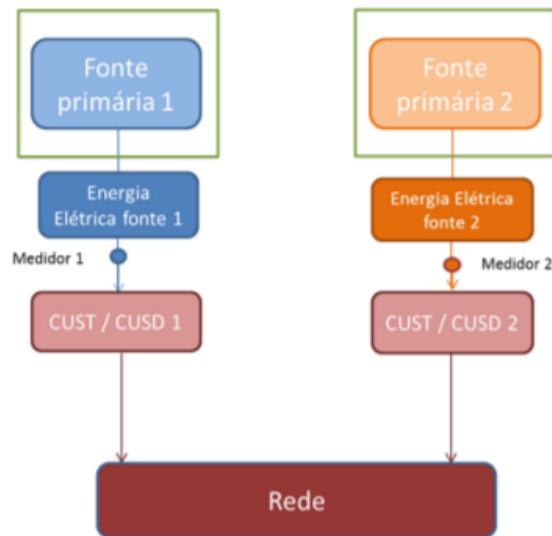 Fonte
primária 1
Fonte
primária 2
Energia
Elétrica fonte 1
Energia Elétrica
fonte 2
Medidor 1
Medidor 2
CUST / CUSD 1
CUST / CUSD 2
Rede